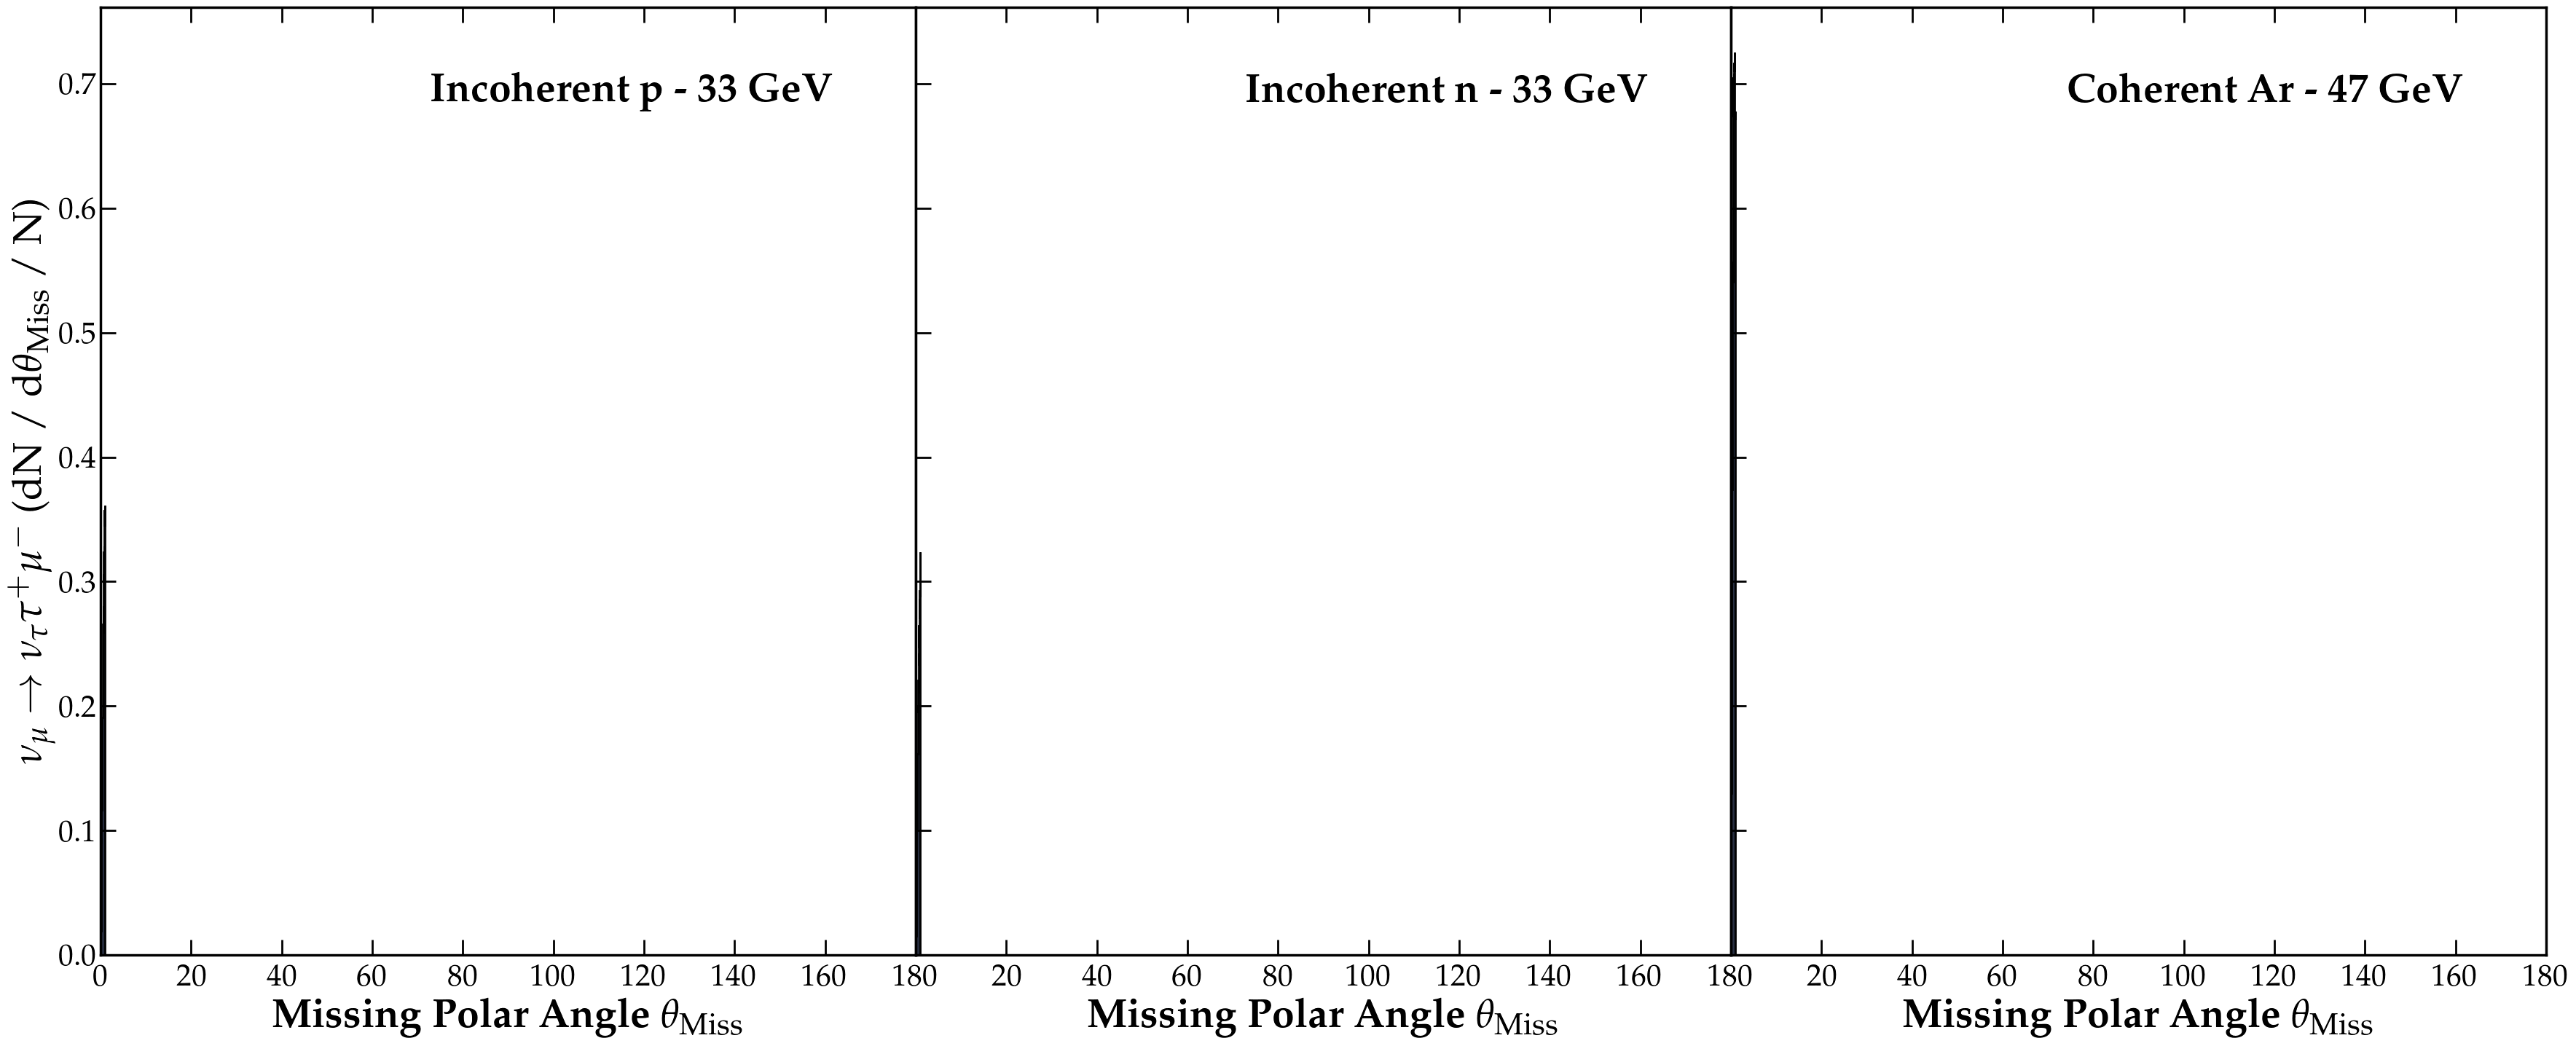 Incoherent p - 33 GeV
Incoherent n - 33 GeV
Coherent Ar - 47 GeV
ν_μ → ν_τ τ⁺ μ⁻ (dN / dθ_Miss / N)
0.7
0.6
0.5
0.4
0.3
0.2
0.1
0.0
0 20 40 60 80 100 120 140 160 180 20 40 60 80 100 120 140 160 180 20 40 60 80 100 120 140 160 180
Missing Polar Angle θ_Miss
Missing Polar Angle θ_Miss
Missing Polar Angle θ_Miss